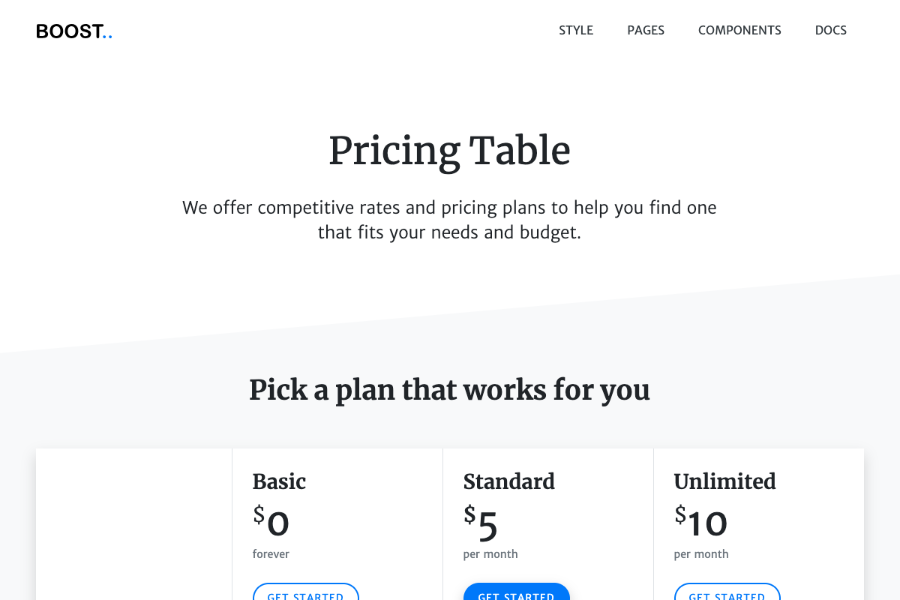 BOOST..
STYLE PAGES COMPONENTS DOCS
Pricing Table
We offer competitive rates and pricing plans to help you find one
that fits your needs and budget.
Pick a plan that works for you
Basic
$0
forever
GET STARTED
Standard
$5
per month
GET STARTED
Unlimited
$10
per month
GET STARTED